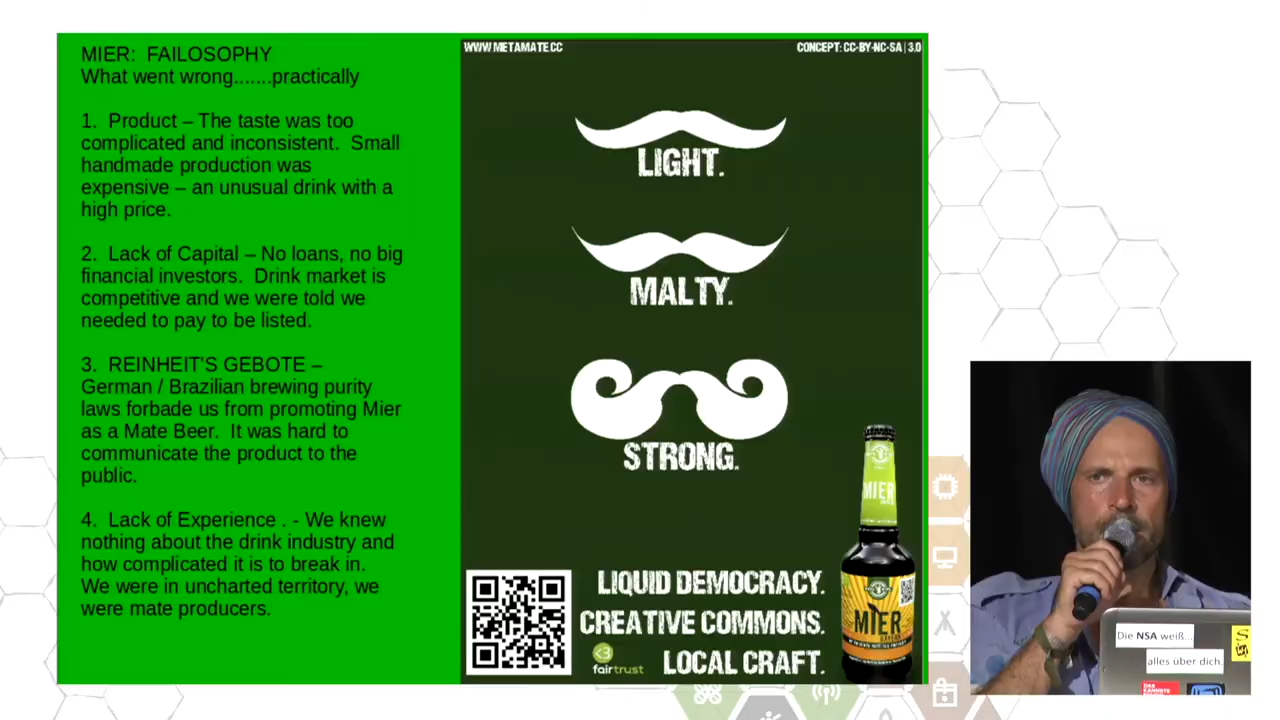 MIER: FAILOSOPHY
What went wrong.......practically
1. Product – The taste was too
complicated and inconsistent. Small
handmade production was
expensive – an unusual drink with a
high price.
2. Lack of Capital – No loans, no big
financial investors. Drink market is
competitive and we were told we
needed to pay to be listed.
3. REINHEIT'S GEBOTE –
German / Brazilian brewing purity
laws forbade us from promoting Mier
as a Mate Beer. It was hard to
communicate the product to the
public.
4. Lack of Experience . - We knew
nothing about the drink industry and
how complicated it is to break in.
We were in uncharted territory, we
were mate producers.
WWW.METAMATE.CC
CONCEPT: CC-BY-NC-SA | 3.0
LIGHT.
MALTY.
STRONG.
LIQUID DEMOCRACY.
CREATIVE COMMONS.
fairtrust
LOCAL CRAFT.
MIER
MIER
Die NSA weiß...
alles über dich.